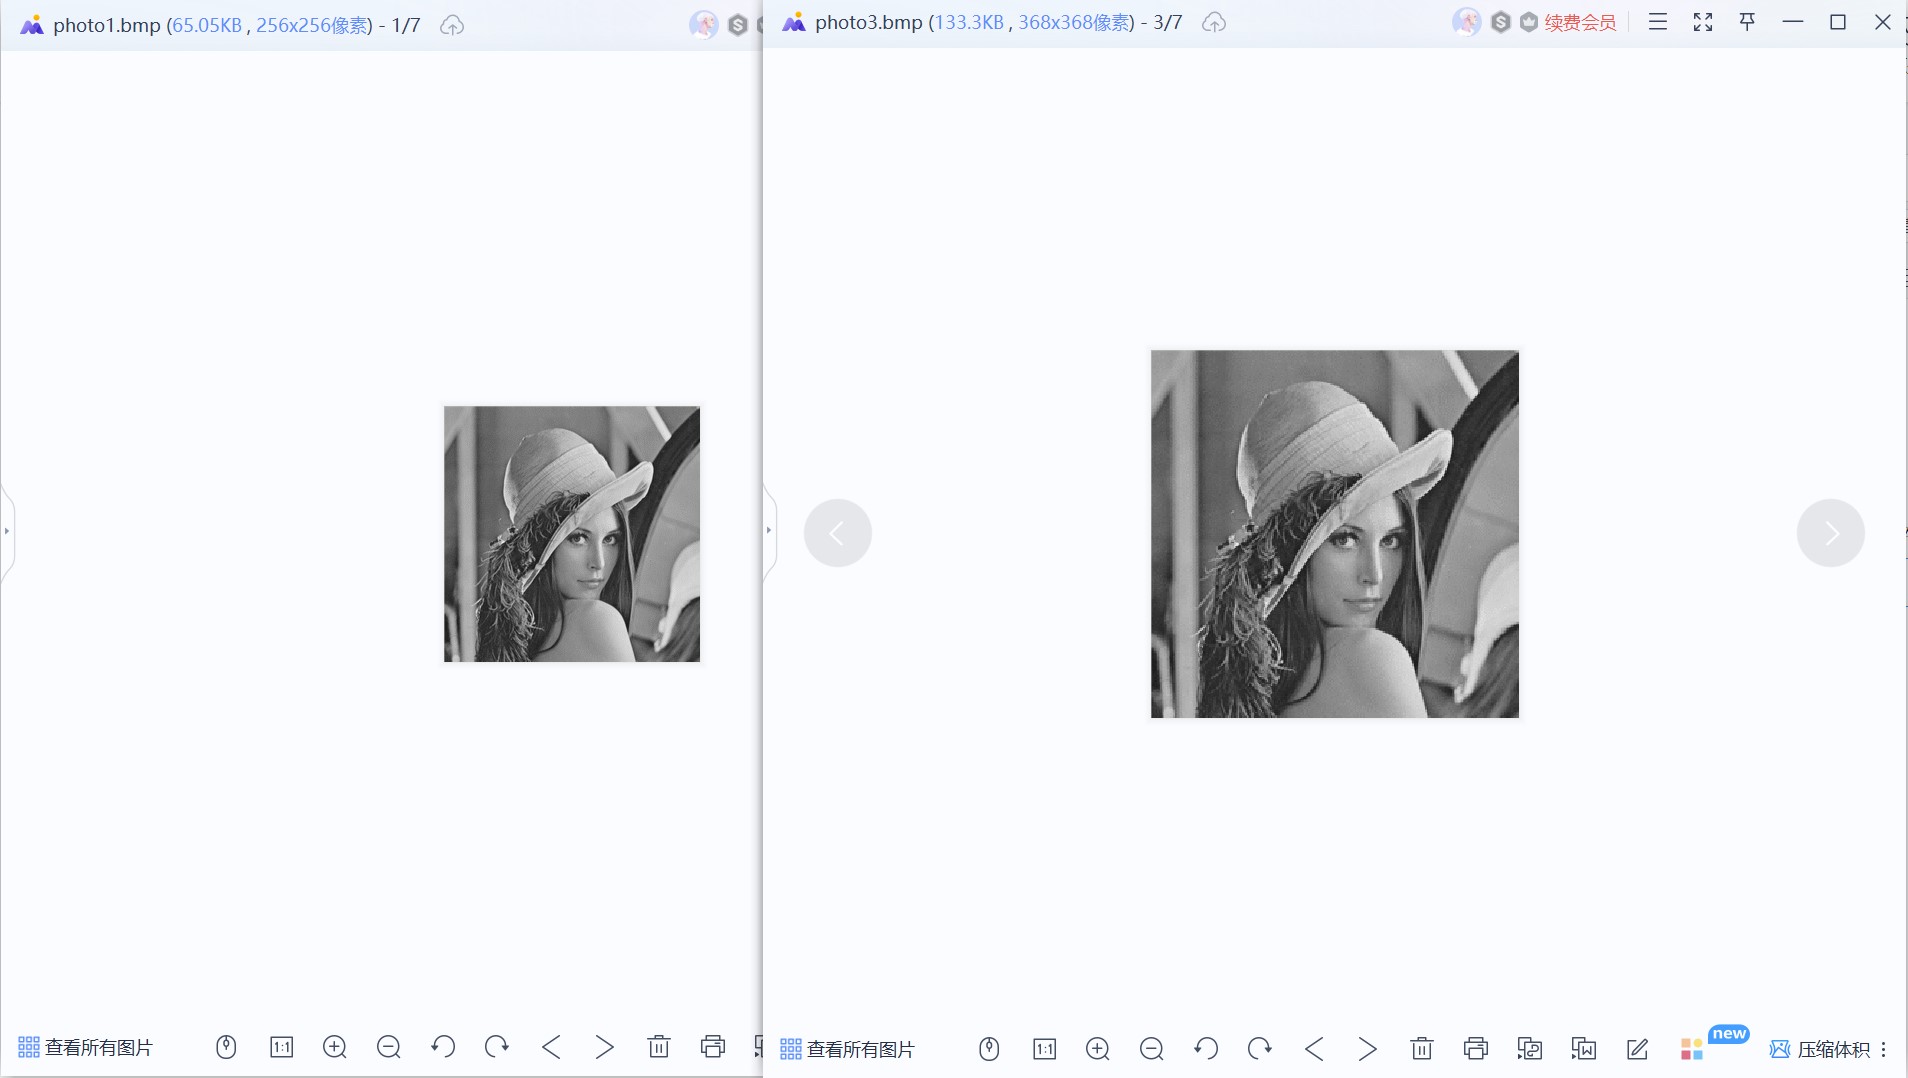 photo1.bmp (65.05KB , 256x256像素) - 1/7
photo3.bmp (133.3KB , 368x368像素) - 3/7
续费会员
查看所有图片
1:1
查看所有图片
1:1
new
压缩体积